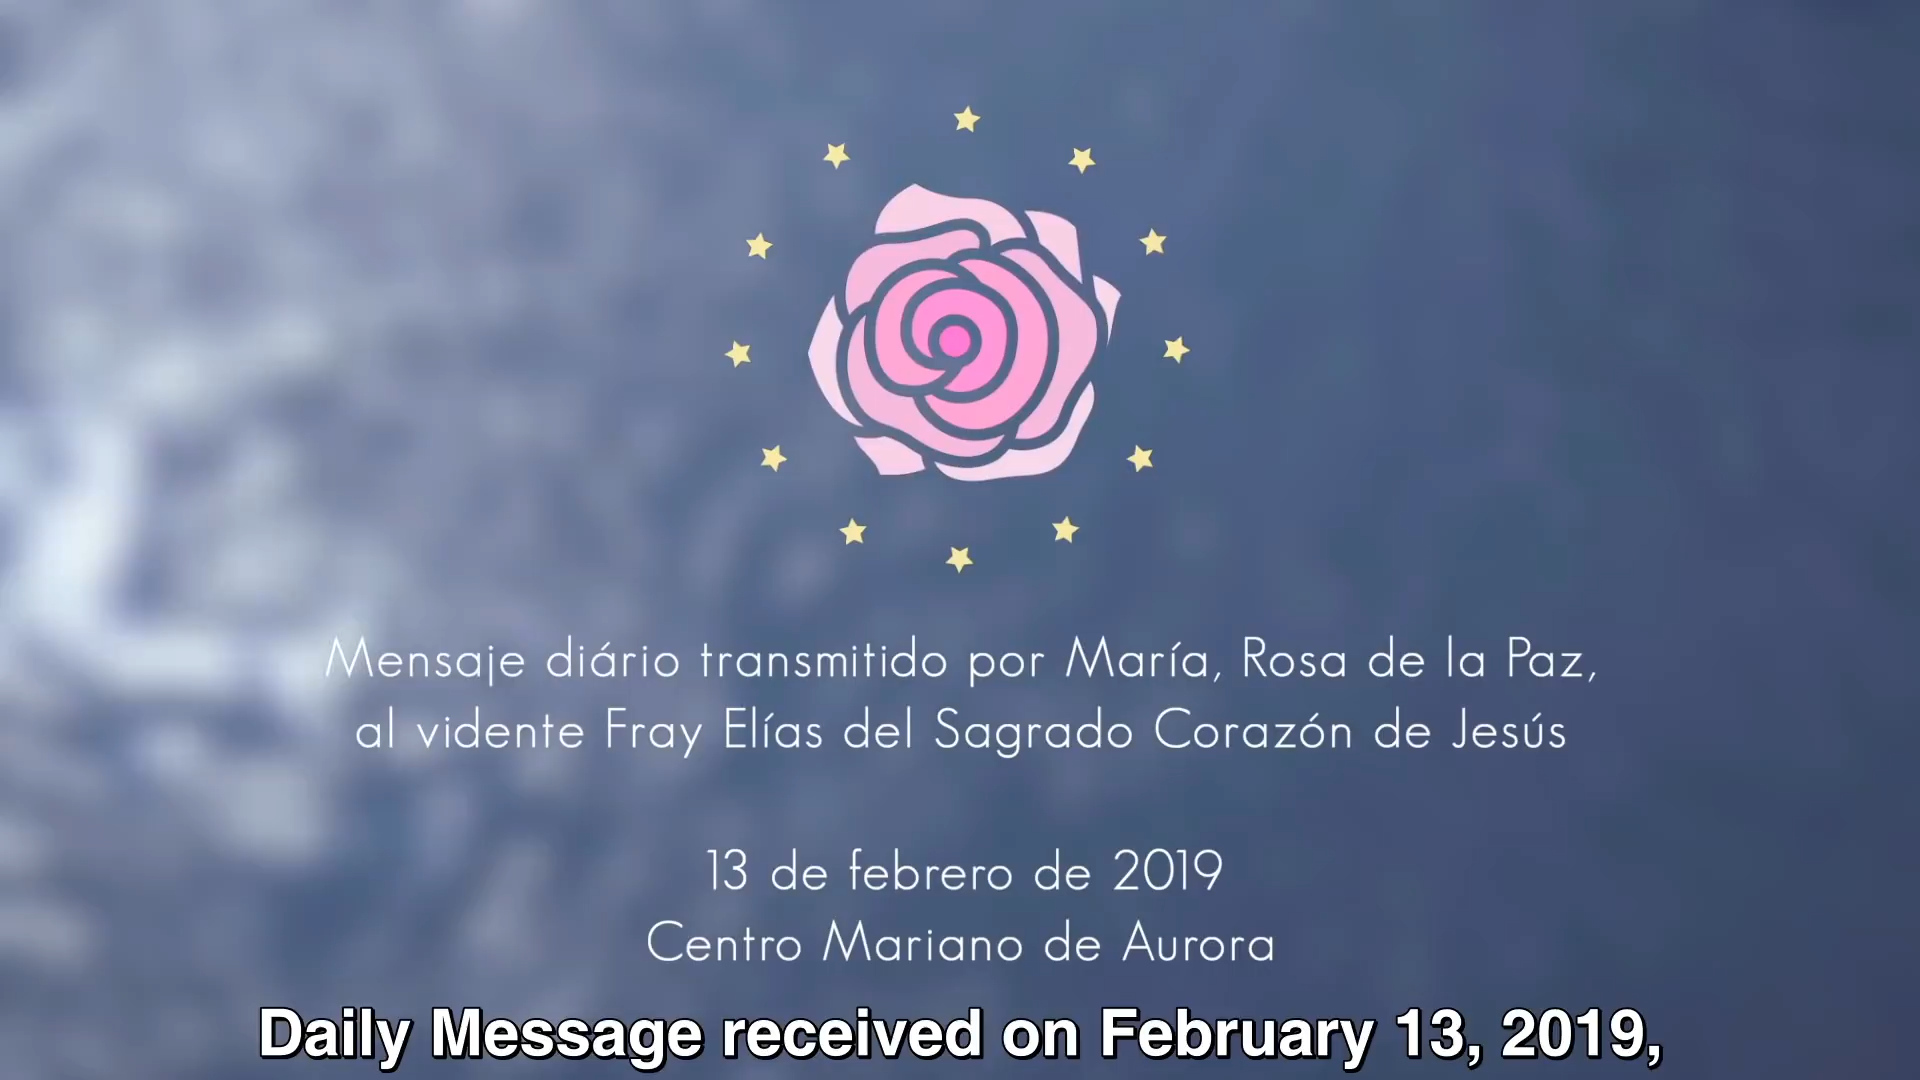 Mensaje diário transmitido por María, Rosa de la Paz,
al vidente Fray Elías del Sagrado Corazón de Jesús
13 de febrero de 2019
Centro Mariano de Aurora
Daily Message received on February 13, 2019,